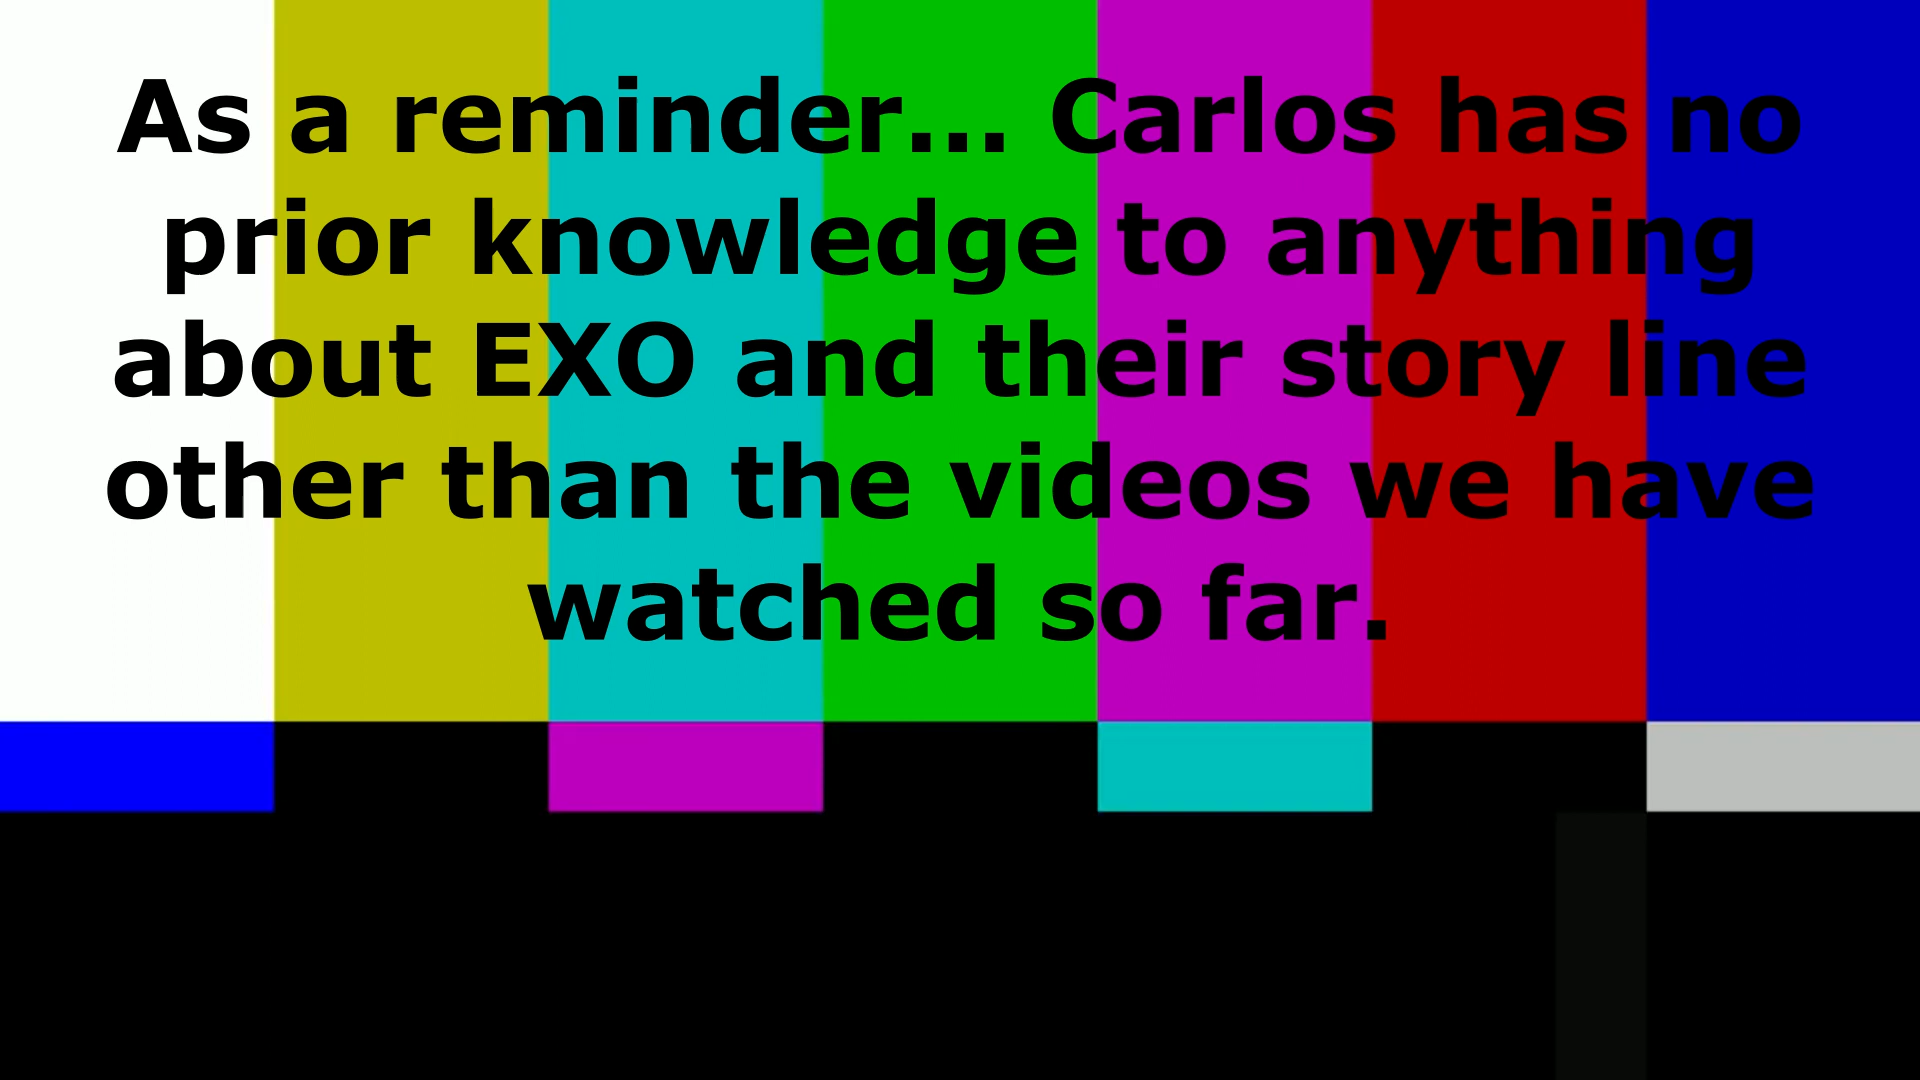 As a reminder... Carlos has no
prior knowledge to anything
about EXO and their story line
other than the videos we have
watched so far.